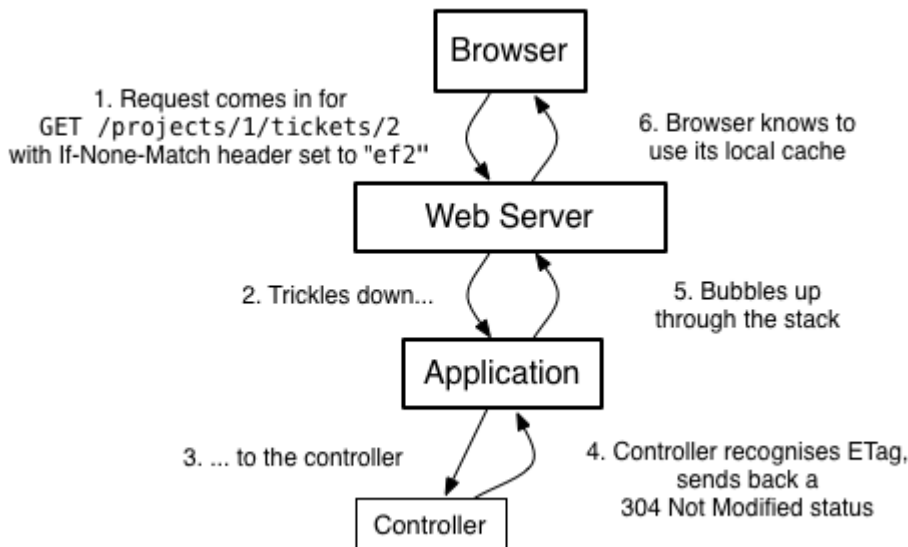 Browser
1. Request comes in for
GET /projects/1/tickets/2
with If-None-Match header set to "ef2"
6. Browser knows to
use its local cache
Web Server
2. Trickles down...
5. Bubbles up
through the stack
Application
3. ... to the controller
4. Controller recognises ETag,
sends back a
304 Not Modified status
Controller